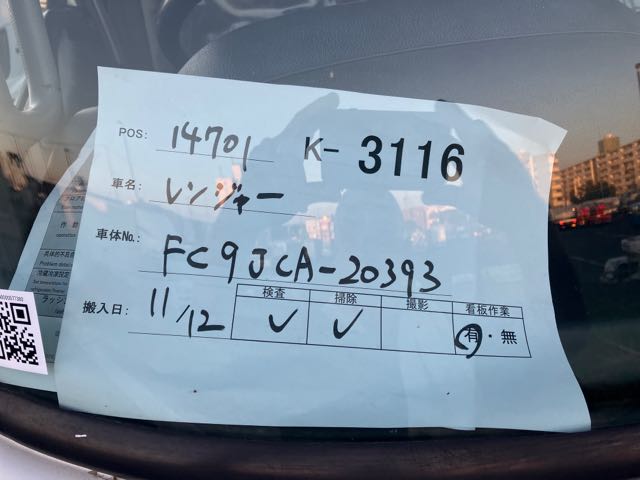 POS: 14701 K- 3116
車名: レンジャー
車体No.: FC9JCA-20393
搬入日: 11/12
検査 掃除 撮影 看板作業
✓ ✓ 有・無